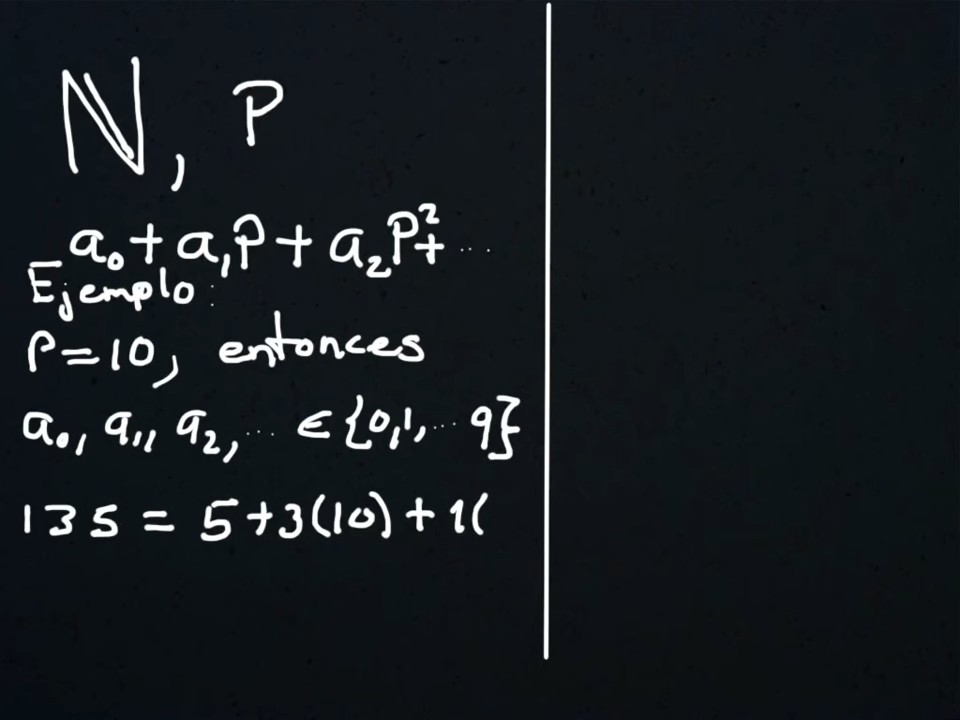 ℕ, P
a₀+a₁P+a₂P²+...
Ejemplo:
P=10, entonces
a₀, a₁, a₂, ... ∈ {0,1,...9}
135 = 5+3(10)+1(